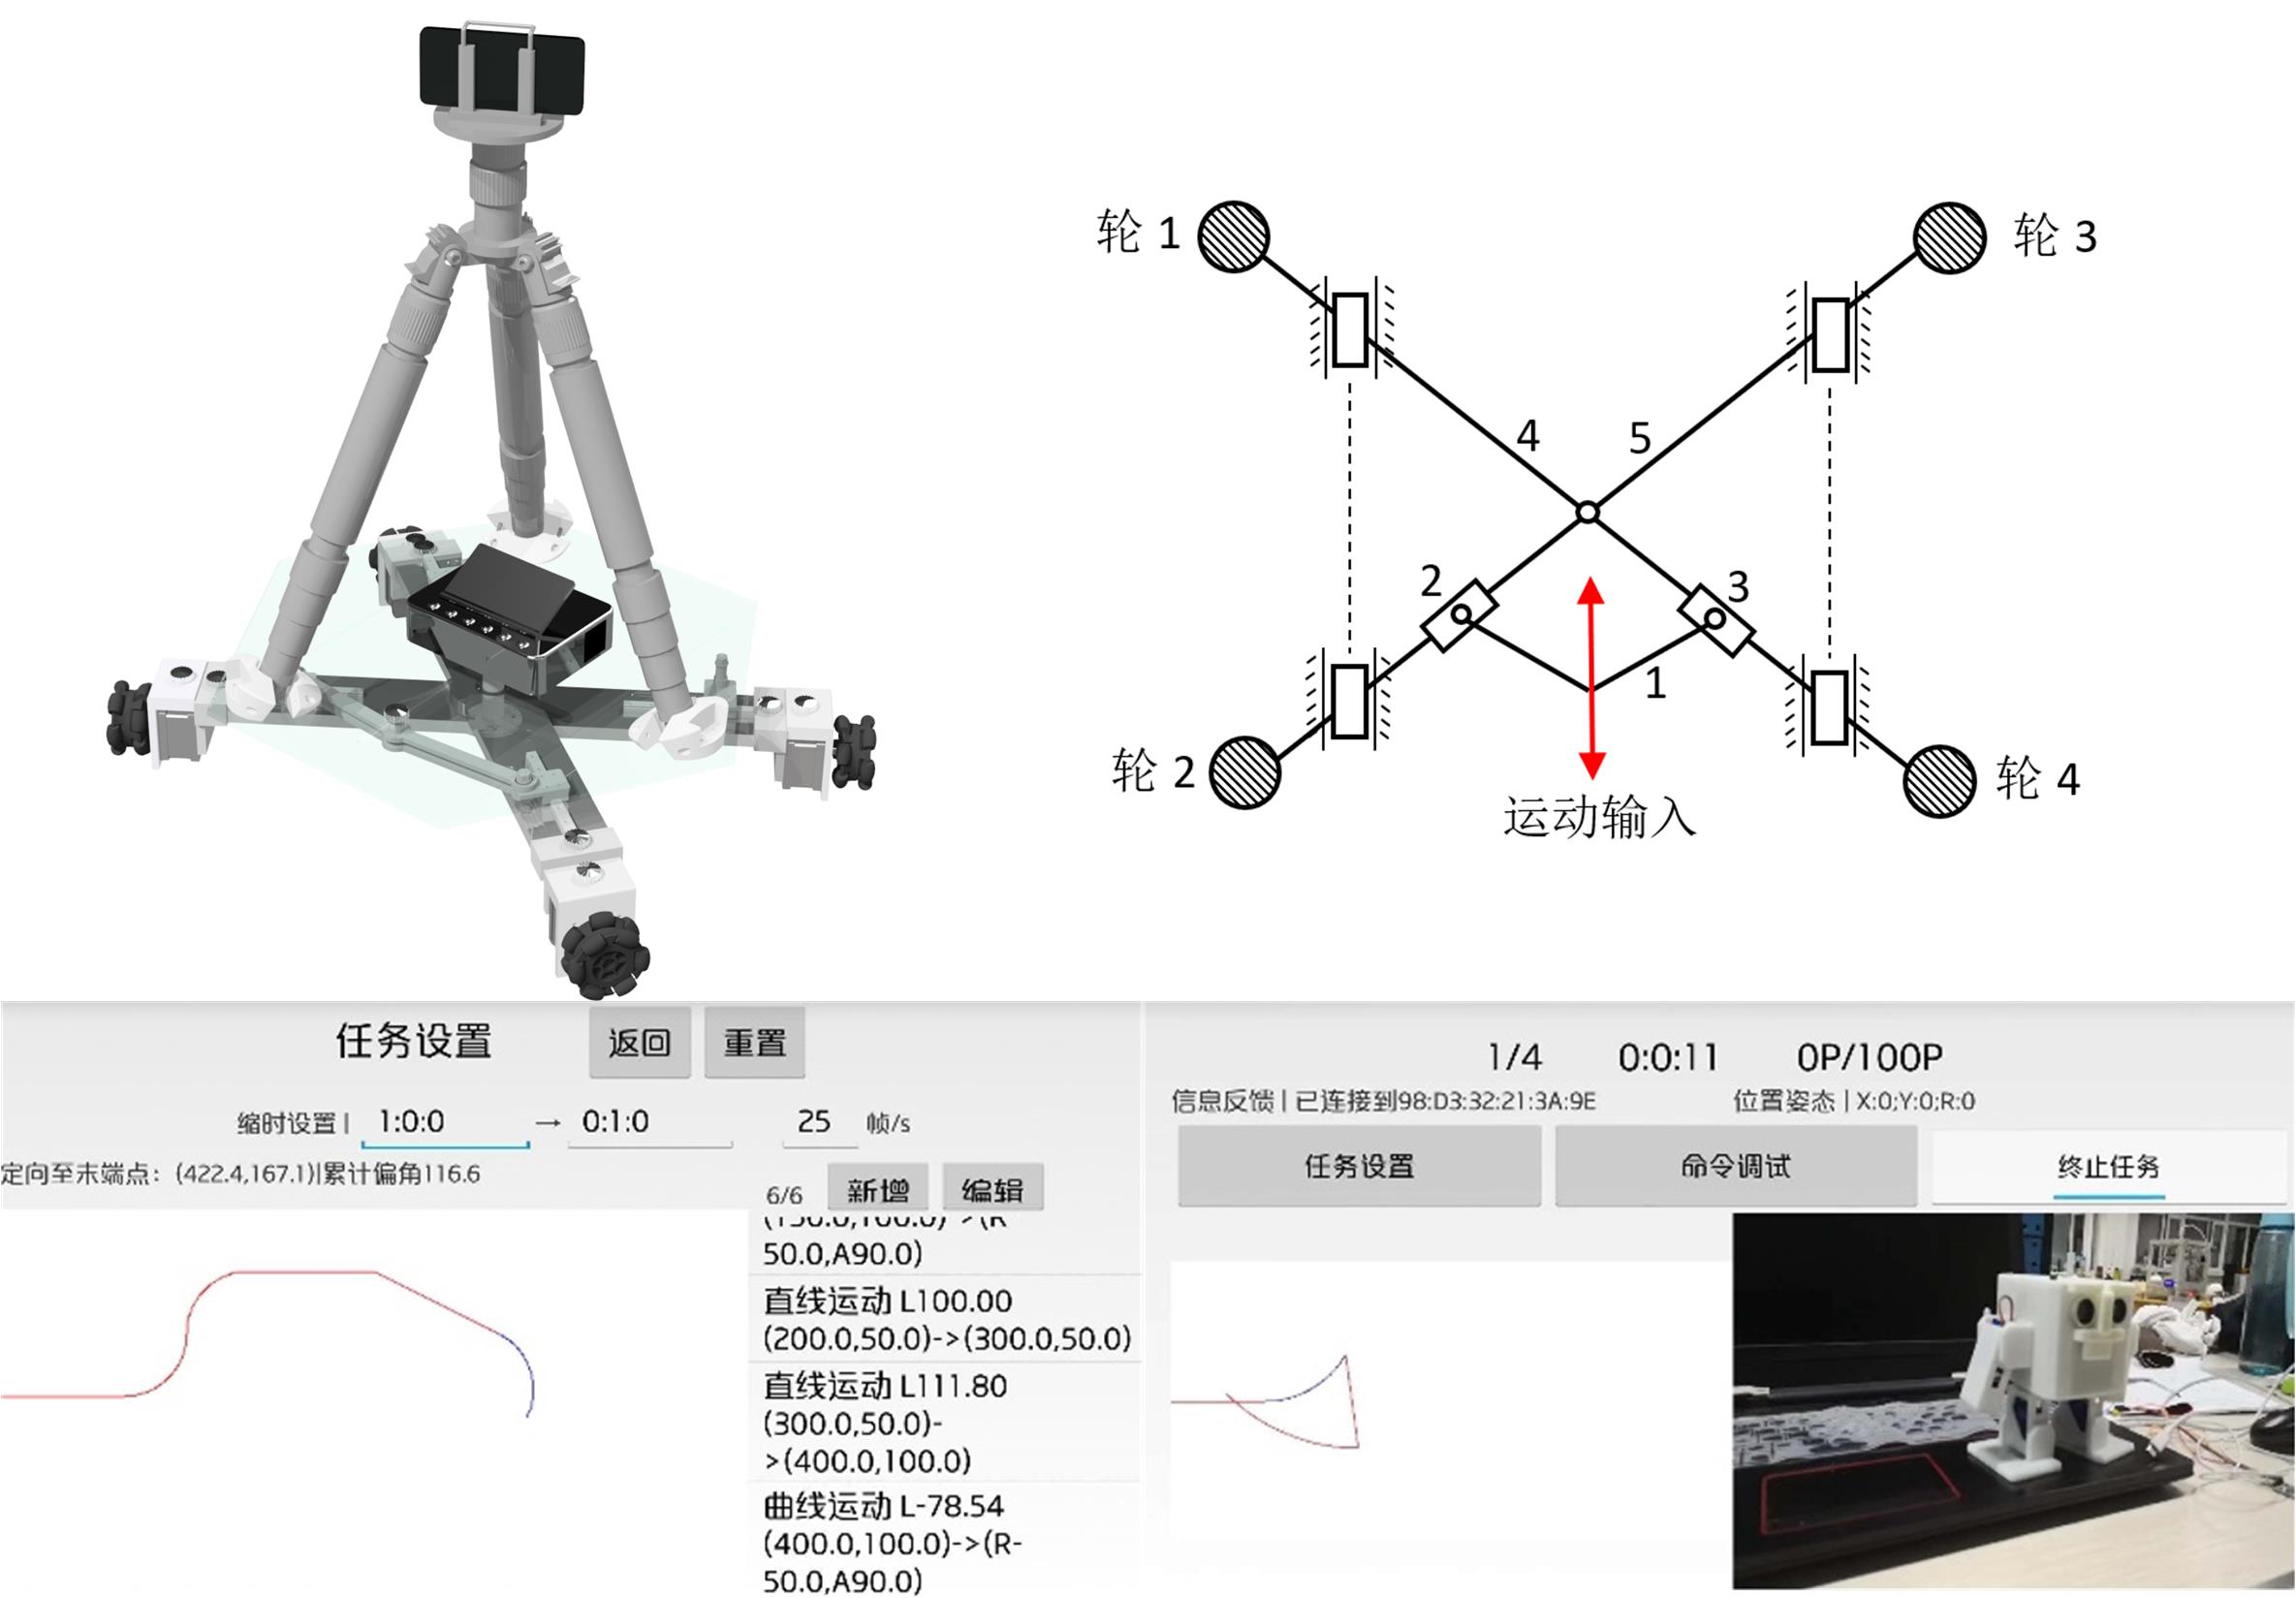 轮 1
轮 3
4
5
2
3
1
轮 2
轮 4
运动输入
任务设置
返回
重置
缩时设置 |
1:0:0
→
0:1:0
25
帧/s
定向至末端点：(422.4,167.1)|累计偏角116.6
6/6
新增
编辑
(150.0,100.0)->(R
50.0,A90.0)
直线运动 L100.00
(200.0,50.0)->(300.0,50.0)
直线运动 L111.80
(300.0,50.0)-
>(400.0,100.0)
曲线运动 L-78.54
(400.0,100.0)->(R-
50.0,A90.0)
1/4
0:0:11
0P/100P
信息反馈 | 已连接到98:D3:32:21:3A:9E
位置姿态 | X:0;Y:0;R:0
任务设置
命令调试
终止任务